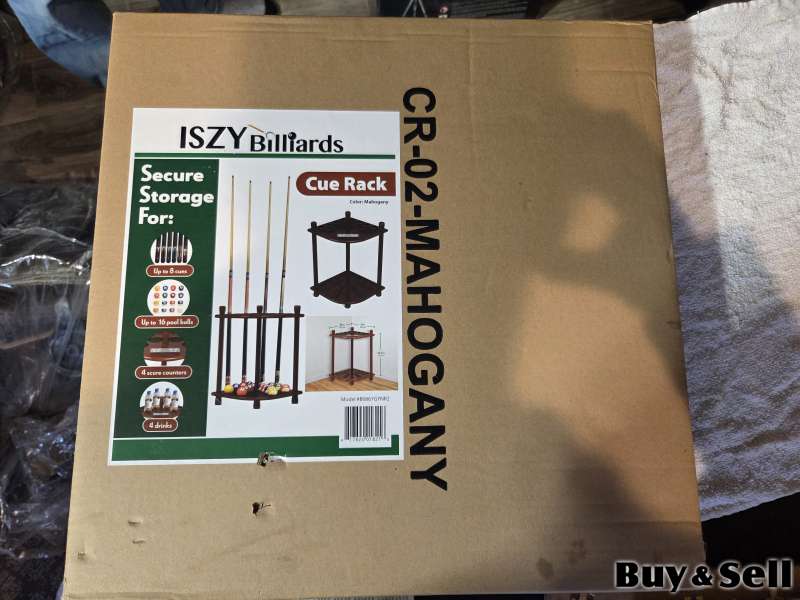 ISZY Billiards
Secure
Storage
For:
Cue Rack
Color: Mahogany
Up to 8 cues
Up to 16 pool balls
4 score counters
4 drinks
CR-02-MAHOGANY
Buy & Sell